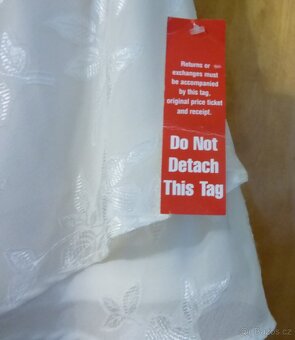 Returns or
exchanges must
be accompanied
by this tag,
original price ticket
and receipt.
Do Not
Detach
This Tag